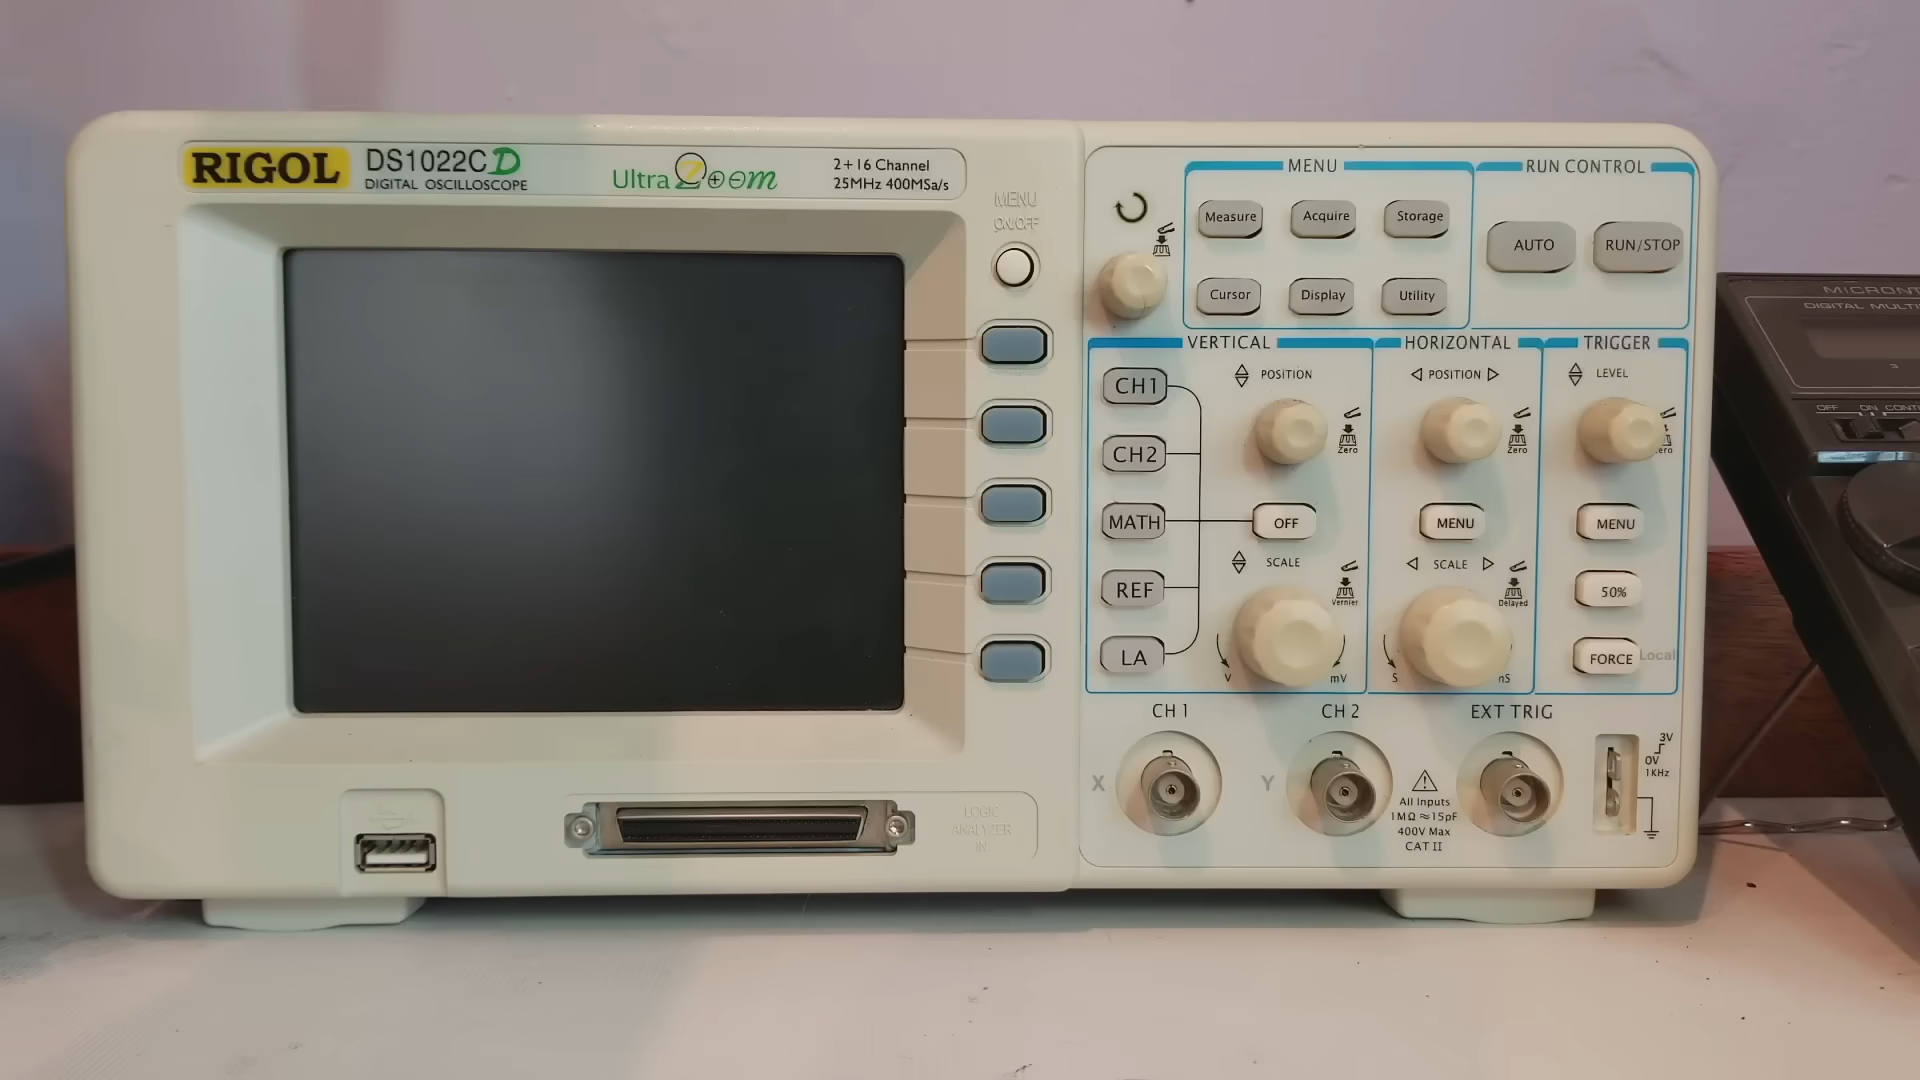 RIGOL
DS1022CD
DIGITAL OSCILLOSCOPE
Ultra Zoom
2+16 Channel
25MHz 400MSa/s
MENU
ON/OFF
MENU
Measure
Acquire
Storage
Cursor
Display
Utility
RUN CONTROL
AUTO
RUN/STOP
VERTICAL
CH1
CH2
MATH
REF
LA
POSITION
Zero
OFF
SCALE
Vernier
V
mV
HORIZONTAL
POSITION
Zero
MENU
SCALE
Delayed
S
nS
TRIGGER
LEVEL
MENU
50%
FORCE
Local
CH 1
CH 2
EXT TRIG
X
Y
All Inputs
1MΩ ≈15pF
400V Max
CAT II
3V
0V
1KHz
LOGIC
ANALYZER
IN
OFF
ON